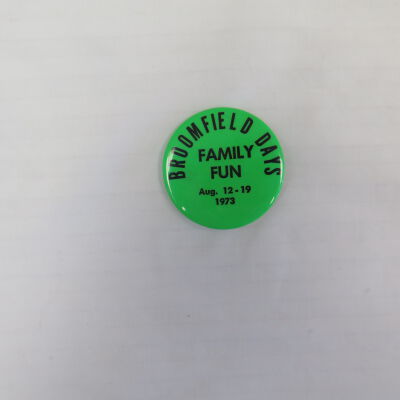 BROOMFIELD DAYS
FAMILY
FUN
Aug. 12-19
1973